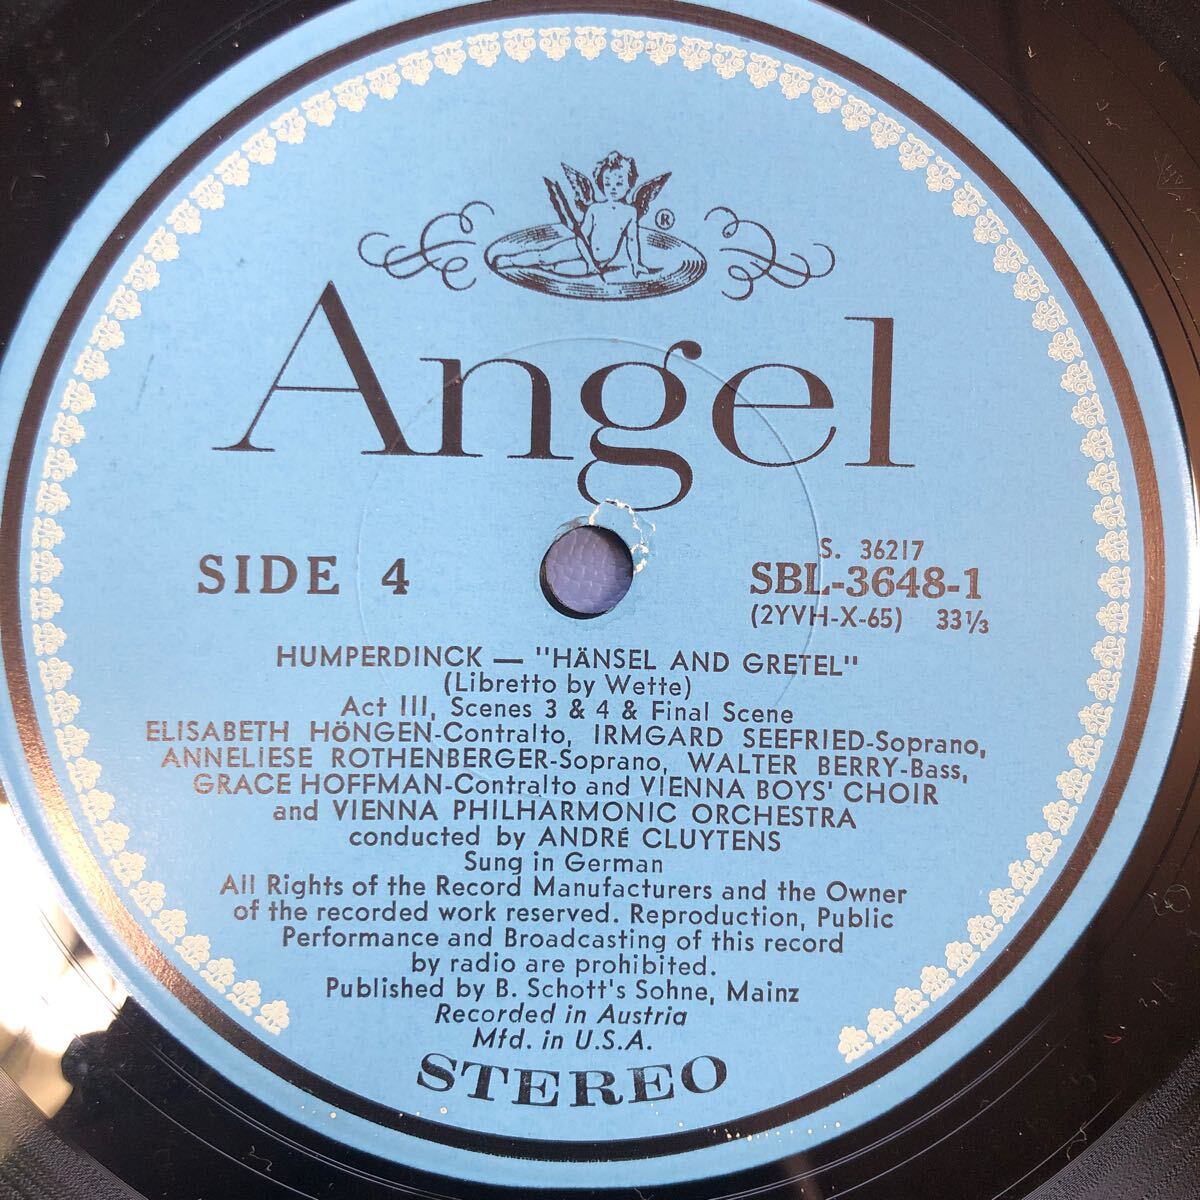 ®
Angel
SIDE 4
S. 36217
SBL-3648-1
(2YVH-X-65) 33⅓
HUMPERDINCK — "HÄNSEL AND GRETEL"
(Libretto by Wette)
Act III, Scenes 3 & 4 & Final Scene
ELISABETH HÖNGEN-Contralto, IRMGARD SEEFRIED-Soprano,
ANNELIESE ROTHENBERGER-Soprano, WALTER BERRY-Bass,
GRACE HOFFMAN-Contralto and VIENNA BOYS' CHOIR
and VIENNA PHILHARMONIC ORCHESTRA
conducted by ANDRÉ CLUYTENS
Sung in German
All Rights of the Record Manufacturers and the Owner
of the recorded work reserved. Reproduction, Public
Performance and Broadcasting of this record
by radio are prohibited.
Published by B. Schott's Sohne, Mainz
Recorded in Austria
Mfd. in U.S.A.
STEREO